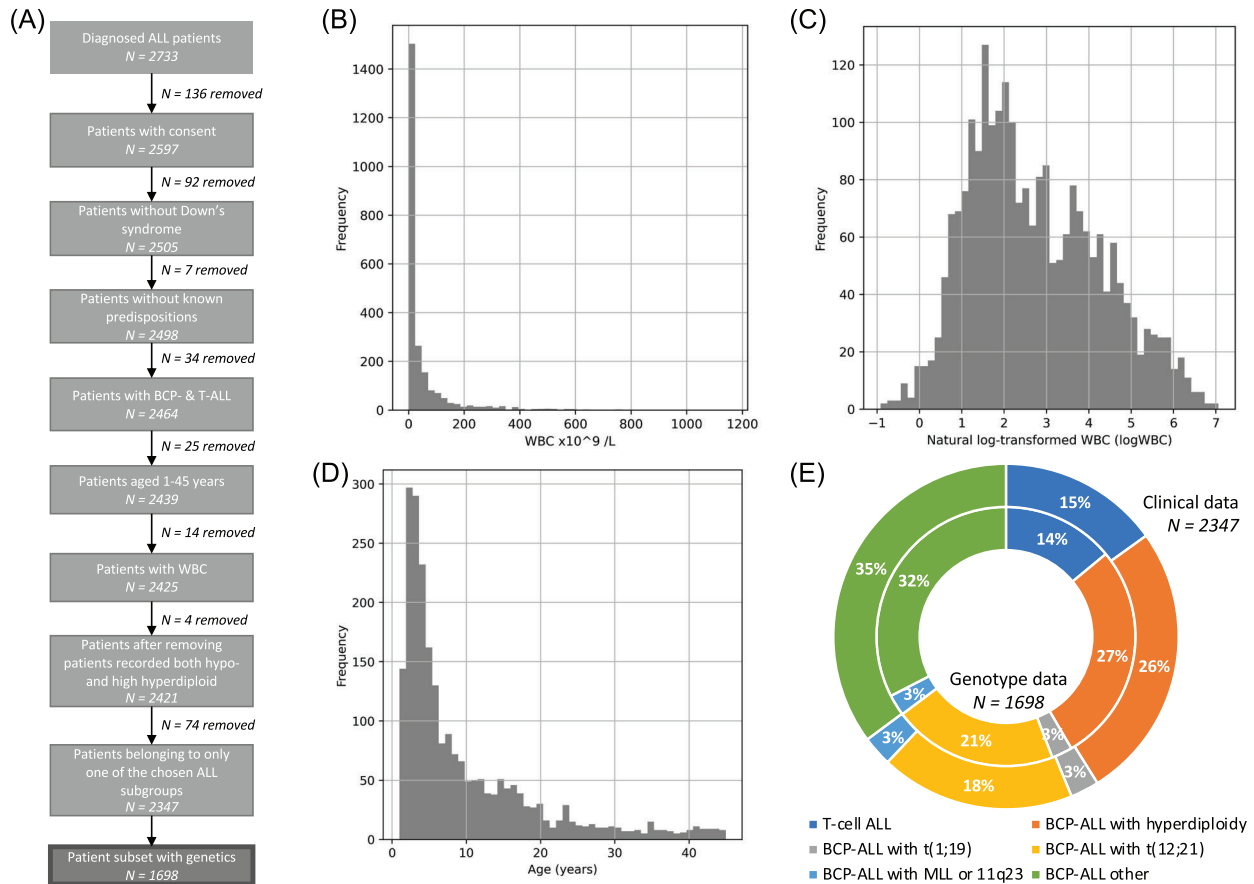 (A)
Diagnosed ALL patients
N = 2733
N = 136 removed
Patients with consent
N = 2597
N = 92 removed
Patients without Down's
syndrome
N = 2505
N = 7 removed
Patients without known
predispositions
N = 2498
N = 34 removed
Patients with BCP- & T-ALL
N = 2464
N = 25 removed
Patients aged 1-45 years
N = 2439
N = 14 removed
Patients with WBC
N = 2425
N = 4 removed
Patients after removing
patients recorded both hypo-
and high hyperdiploid
N = 2421
N = 74 removed
Patients belonging to only
one of the chosen ALL
subgroups
N = 2347
Patient subset with genetics
N = 1698
(B)
Frequency
1400
1200
1000
800
600
400
200
0
0 200 400 600 800 1000 1200
WBC x10^9 /L
(C)
Frequency
120
100
80
60
40
20
0
−1 0 1 2 3 4 5 6 7
Natural log-transformed WBC (logWBC)
(D)
Frequency
300
250
200
150
100
50
0
0 10 20 30 40
Age (years)
(E)
Clinical data
N = 2347
15%
14%
35%
32%
27%
26%
Genotype data
N = 1698
3%
3%
21%
3%
3%
18%
T-cell ALL
BCP-ALL with hyperdiploidy
BCP-ALL with t(1;19)
BCP-ALL with t(12;21)
BCP-ALL with MLL or 11q23
BCP-ALL other